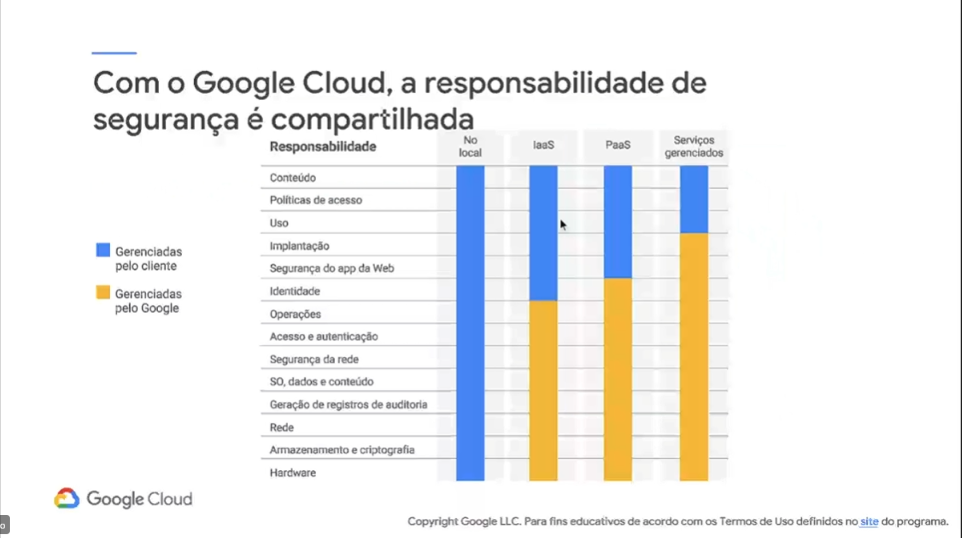 Com o Google Cloud, a responsabilidade de
segurança é compartilhada
Responsabilidade
No
local
IaaS
PaaS
Serviços
gerenciados
Conteúdo
Políticas de acesso
Uso
Implantação
Segurança do app da Web
Identidade
Operações
Acesso e autenticação
Segurança da rede
SO, dados e conteúdo
Geração de registros de auditoria
Rede
Armazenamento e criptografia
Hardware
Gerenciadas
pelo cliente
Gerenciadas
pelo Google
Google Cloud
Copyright Google LLC. Para fins educativos de acordo com os Termos de Uso definidos no site do programa.